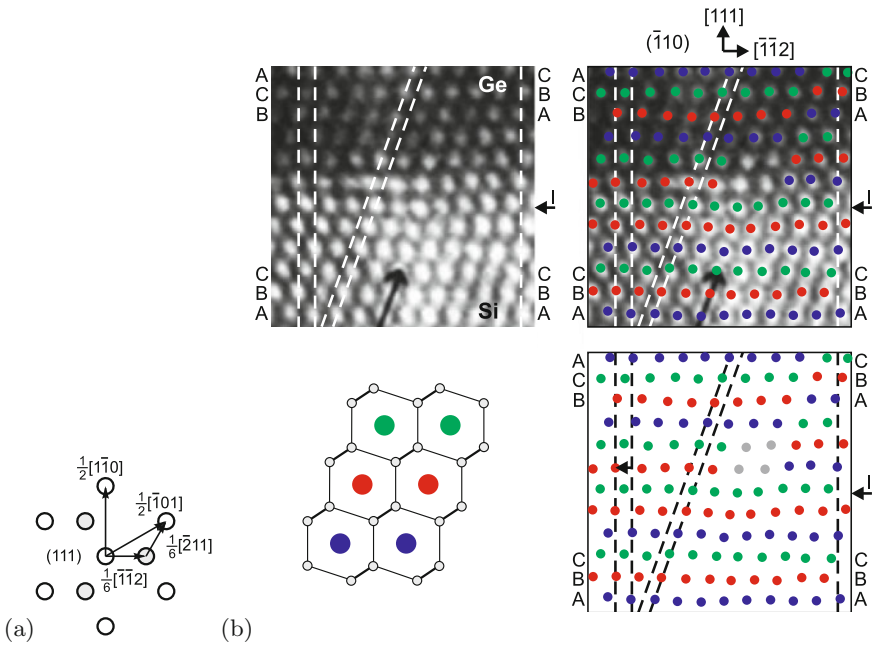 [111]
(1̄10) [1̄1̄2]
A Ge C C
C B C B
B A B A
I I
C C C C
B B B B
A Si A A A
A C
C B
B A
½[11̄0]
½[1̄01]
I
(111) ⅙[2̄11]
⅙[1̄1̄2]
C C
B B
A A
(a) (b)